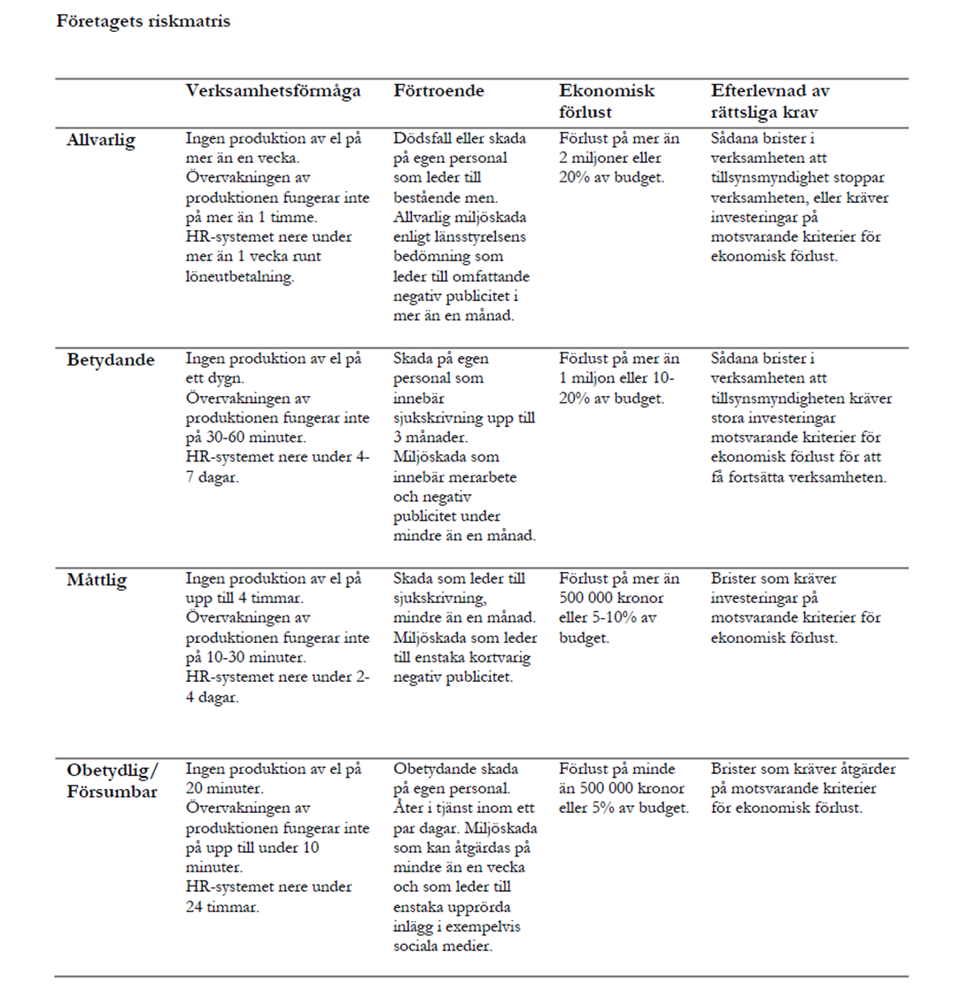 Företagets riskmatris
Verksamhetsförmåga
Förtroende
Ekonomisk
förlust
Efterlevnad av
rättsliga krav
Allvarlig
Ingen produktion av el på
mer än en vecka.
Övervakningen av
produktionen fungerar inte
på mer än 1 timme.
HR-systemet nere under
mer än 1 vecka runt
löneutbetalning.
Dödsfall eller skada
på egen personal
som leder till
bestående men.
Allvarlig miljöskada
enligt länsstyrelsens
bedömning som
leder till omfattande
negativ publicitet i
mer än en månad.
Förlust på mer än
2 miljoner eller
20% av budget.
Sådana brister i
verksamheten att
tillsynsmyndighet stoppar
verksamheten, eller kräver
investeringar på
motsvarande kriterier för
ekonomisk förlust.
Betydande
Ingen produktion av el på
ett dygn.
Övervakningen av
produktionen fungerar inte
på 30-60 minuter.
HR-systemet nere under 4-
7 dagar.
Skada på egen
personal som
innebär
sjukskrivning upp till
3 månader.
Miljöskada som
innebär merarbete
och negativ
publicitet under
mindre än en månad.
Förlust på mer än
1 miljon eller 10-
20% av budget.
Sådana brister i
verksamheten att
tillsynsmyndigheten kräver
stora investeringar
motsvarande kriterier för
ekonomisk förlust för att
få fortsätta verksamheten.
Måttlig
Ingen produktion av el på
upp till 4 timmar.
Övervakningen av
produktionen fungerar inte
på 10-30 minuter.
HR-systemet nere under 2-
4 dagar.
Skada som leder till
sjukskrivning,
mindre än en månad.
Miljöskada som leder
till enstaka kortvarig
negativ publicitet.
Förlust på mer än
500 000 kronor
eller 5-10% av
budget.
Brister som kräver
investeringar på
motsvarande kriterier för
ekonomisk förlust.
Obetydlig/
Försumbar
Ingen produktion av el på
20 minuter.
Övervakningen av
produktionen fungerar inte
på upp till under 10
minuter.
HR-systemet nere under
24 timmar.
Obetydande skada
på egen personal.
Åter i tjänst inom ett
par dagar. Miljöskada
som kan åtgärdas på
mindre än en vecka
och som leder till
enstaka upprörda
inlägg i exempelvis
sociala medier.
Förlust på minde
än 500 000 kronor
eller 5% av budget.
Brister som kräver åtgärder
på motsvarande kriterier
för ekonomisk förlust.